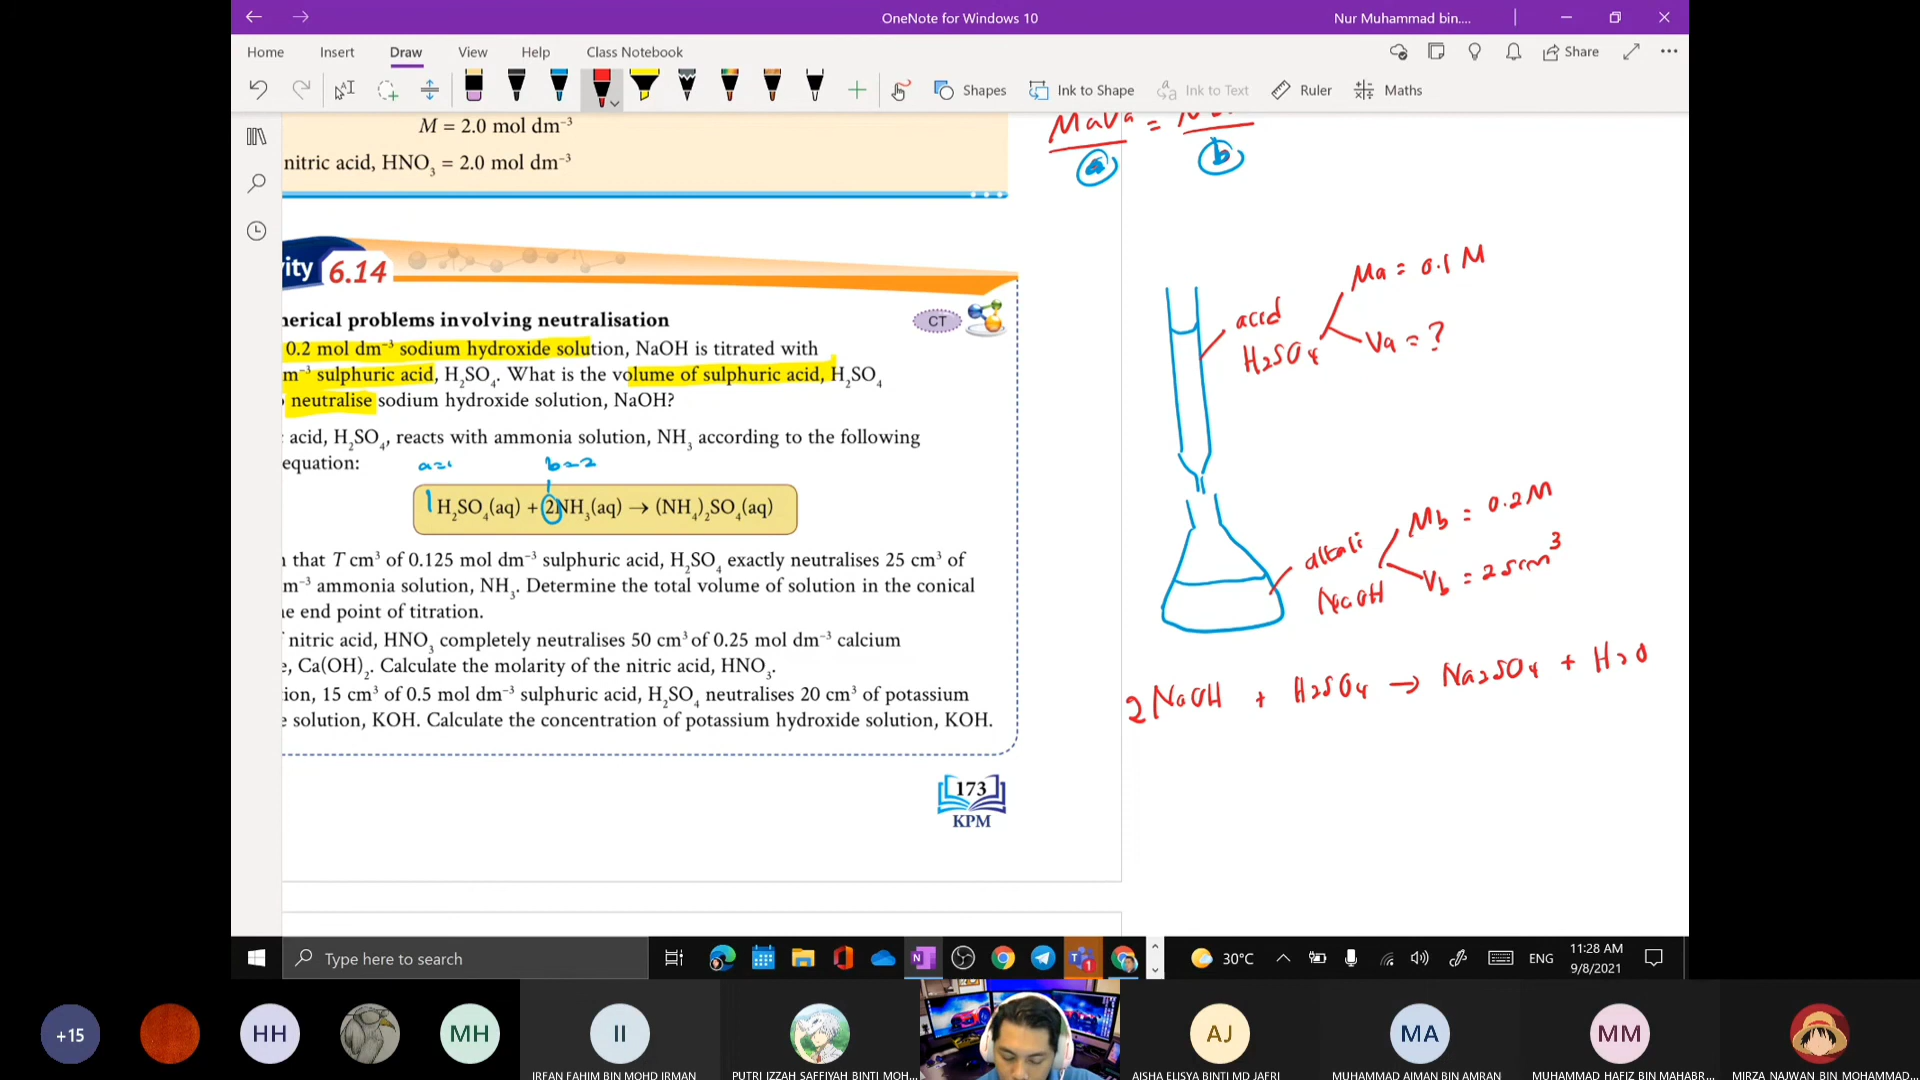 OneNote for Windows 10
Nur Muhammad bin....
Home Insert Draw View Help Class Notebook
Share
Shapes Ink to Shape Ink to Text Ruler Maths
M = 2.0 mol dm⁻³
nitric acid, HNO₃ = 2.0 mol dm⁻³
MaVa =
a b
ity 6.14
CT
erical problems involving neutralisation
0.2 mol dm⁻³ sodium hydroxide solution, NaOH is titrated with
m⁻³ sulphuric acid, H₂SO₄. What is the volume of sulphuric acid, H₂SO₄
neutralise sodium hydroxide solution, NaOH?
acid, H₂SO₄, reacts with ammonia solution, NH₃ according to the following
equation:
a=1 b=2
1 H₂SO₄(aq) + 2NH₃(aq) → (NH₄)₂SO₄(aq)
that T cm³ of 0.125 mol dm⁻³ sulphuric acid, H₂SO₄ exactly neutralises 25 cm³ of
m⁻³ ammonia solution, NH₃. Determine the total volume of solution in the conical
e end point of titration.
nitric acid, HNO₃ completely neutralises 50 cm³ of 0.25 mol dm⁻³ calcium
e, Ca(OH)₂. Calculate the molarity of the nitric acid, HNO₃.
ion, 15 cm³ of 0.5 mol dm⁻³ sulphuric acid, H₂SO₄ neutralises 20 cm³ of potassium
e solution, KOH. Calculate the concentration of potassium hydroxide solution, KOH.
173
KPM
acid
H₂SO₄
Ma = 0.1 M
Va = ?
alkali
NaOH
Mb = 0.2M
Vb = 25cm³
2 NaOH + H₂SO₄ → Na₂SO₄ + H₂O
Type here to search
1
30°C
ENG
11:28 AM
9/8/2021
+15
HH
MH
II
AJ
MA
MM
IRFAN FAHIM BIN MOHD IRMAN
PUTRI IZZAH SAFFIYAH BINTI MOH...
AISHA ELISYA BINTI MD JAFRI
MUHAMMAD AIMAN BIN AMRAN
MUHAMMAD HAFIZ BIN MAHABR...
MIRZA NAJWAN BIN MOHAMMAD...